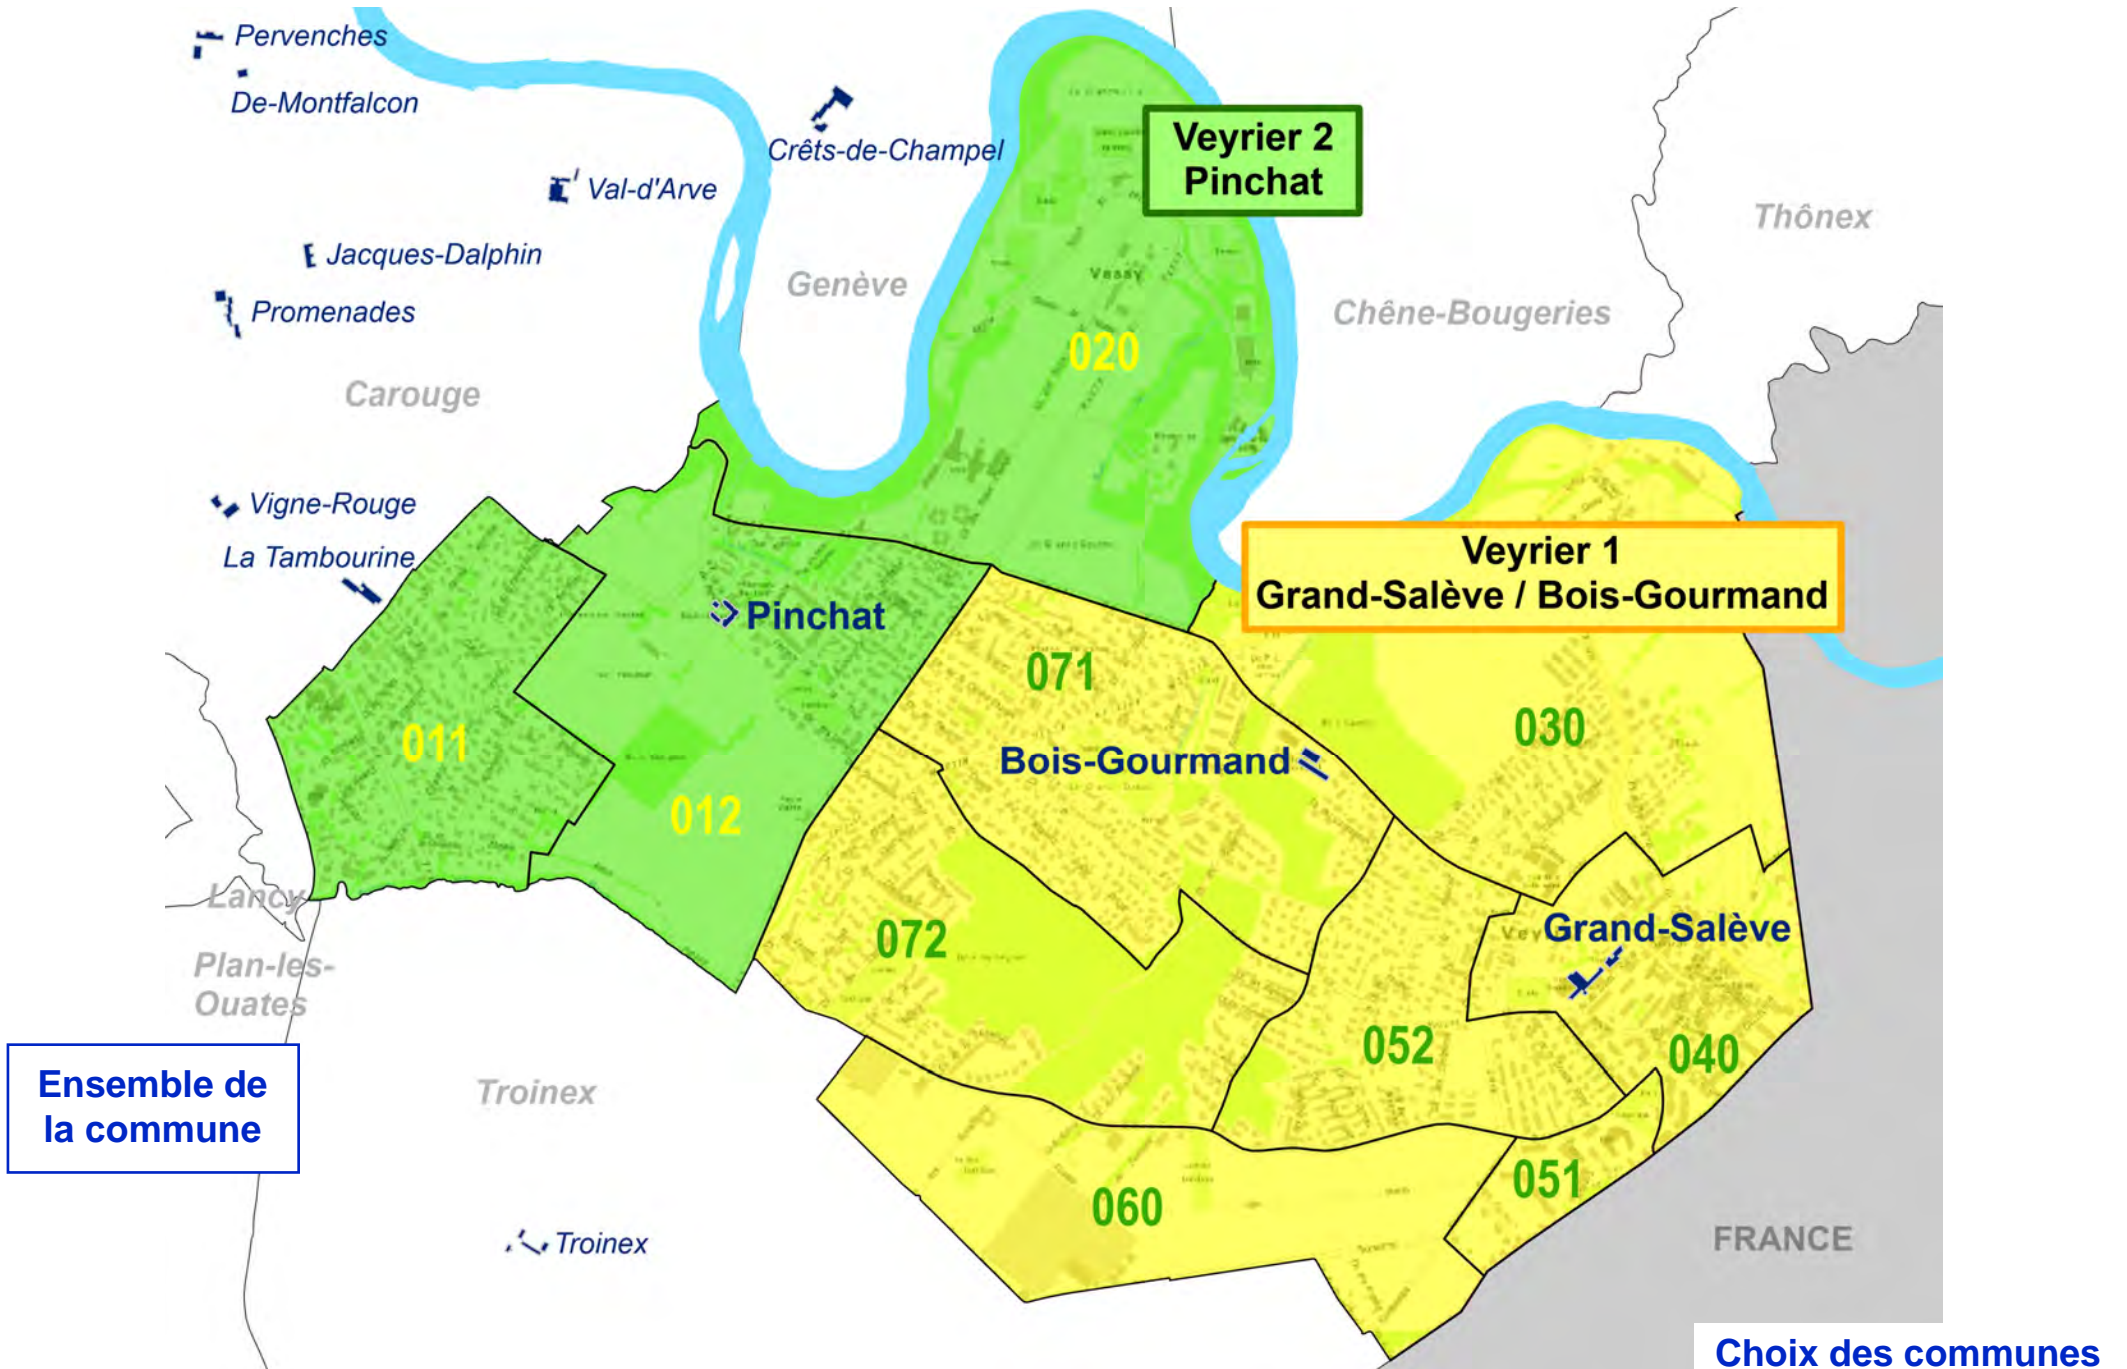 Pervenches
De-Montfalcon
Crêts-de-Champel
Veyrier 2
Pinchat
Val-d'Arve
Thônex
Jacques-Dalphin
Genève
Vessy
Promenades
Chêne-Bougeries
020
Carouge
Vigne-Rouge
La Tambourine
Veyrier 1
Grand-Salève / Bois-Gourmand
Pinchat
071
030
011
Bois-Gourmand
012
Lancy
072
Grand-Salève
Plan-les-
Ouates
052
040
Ensemble de
la commune
Troinex
051
060
FRANCE
Troinex
Choix des communes